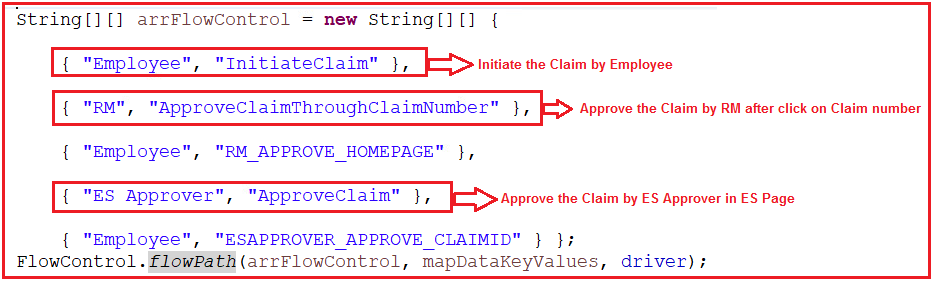 String[][] arrFlowControl = new String[][] {
{ "Employee", "InitiateClaim" }, Initiate the Claim by Employee
{ "RM", "ApproveClaimThroughClaimNumber" }, Approve the Claim by RM after click on Claim number
{ "Employee", "RM_APPROVE_HOMEPAGE" },
{ "ES Approver", "ApproveClaim" }, Approve the Claim by ES Approver in ES Page
{ "Employee", "ESAPPROVER_APPROVE_CLAIMID" } };
FlowControl.flowPath(arrFlowControl, mapDataKeyValues, driver);